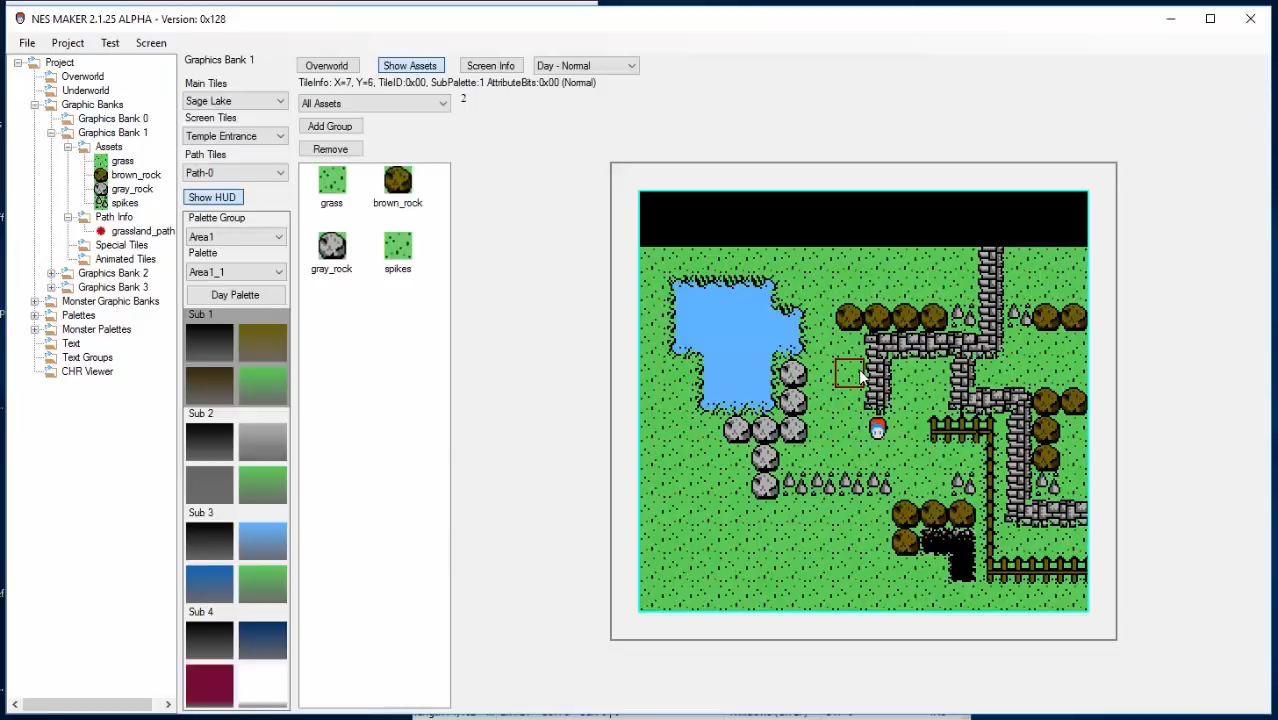 NES MAKER 2.1.25 ALPHA - Version: 0x128
File Project Test Screen
Project
Overworld
Underworld
Graphic Banks
Graphics Bank 0
Graphics Bank 1
Assets
grass
brown_rock
gray_rock
spikes
Path Info
grassland_path
Special Tiles
Animated Tiles
Graphics Bank 2
Graphics Bank 3
Monster Graphic Banks
Palettes
Monster Palettes
Text
Text Groups
CHR Viewer
Graphics Bank 1
Main Tiles
Sage Lake
Screen Tiles
Temple Entrance
Path Tiles
Path-0
Show HUD
Palette Group
Area1
Palette
Area1_1
Day Palette
Sub 1
Sub 2
Sub 3
Sub 4
Overworld Show Assets Screen Info Day - Normal
TileInfo: X=7, Y=6, TileID:0x00, SubPalette:1 AttributeBits:0x00 (Normal)
All Assets 2
Add Group
Remove
grass brown_rock
gray_rock spikes